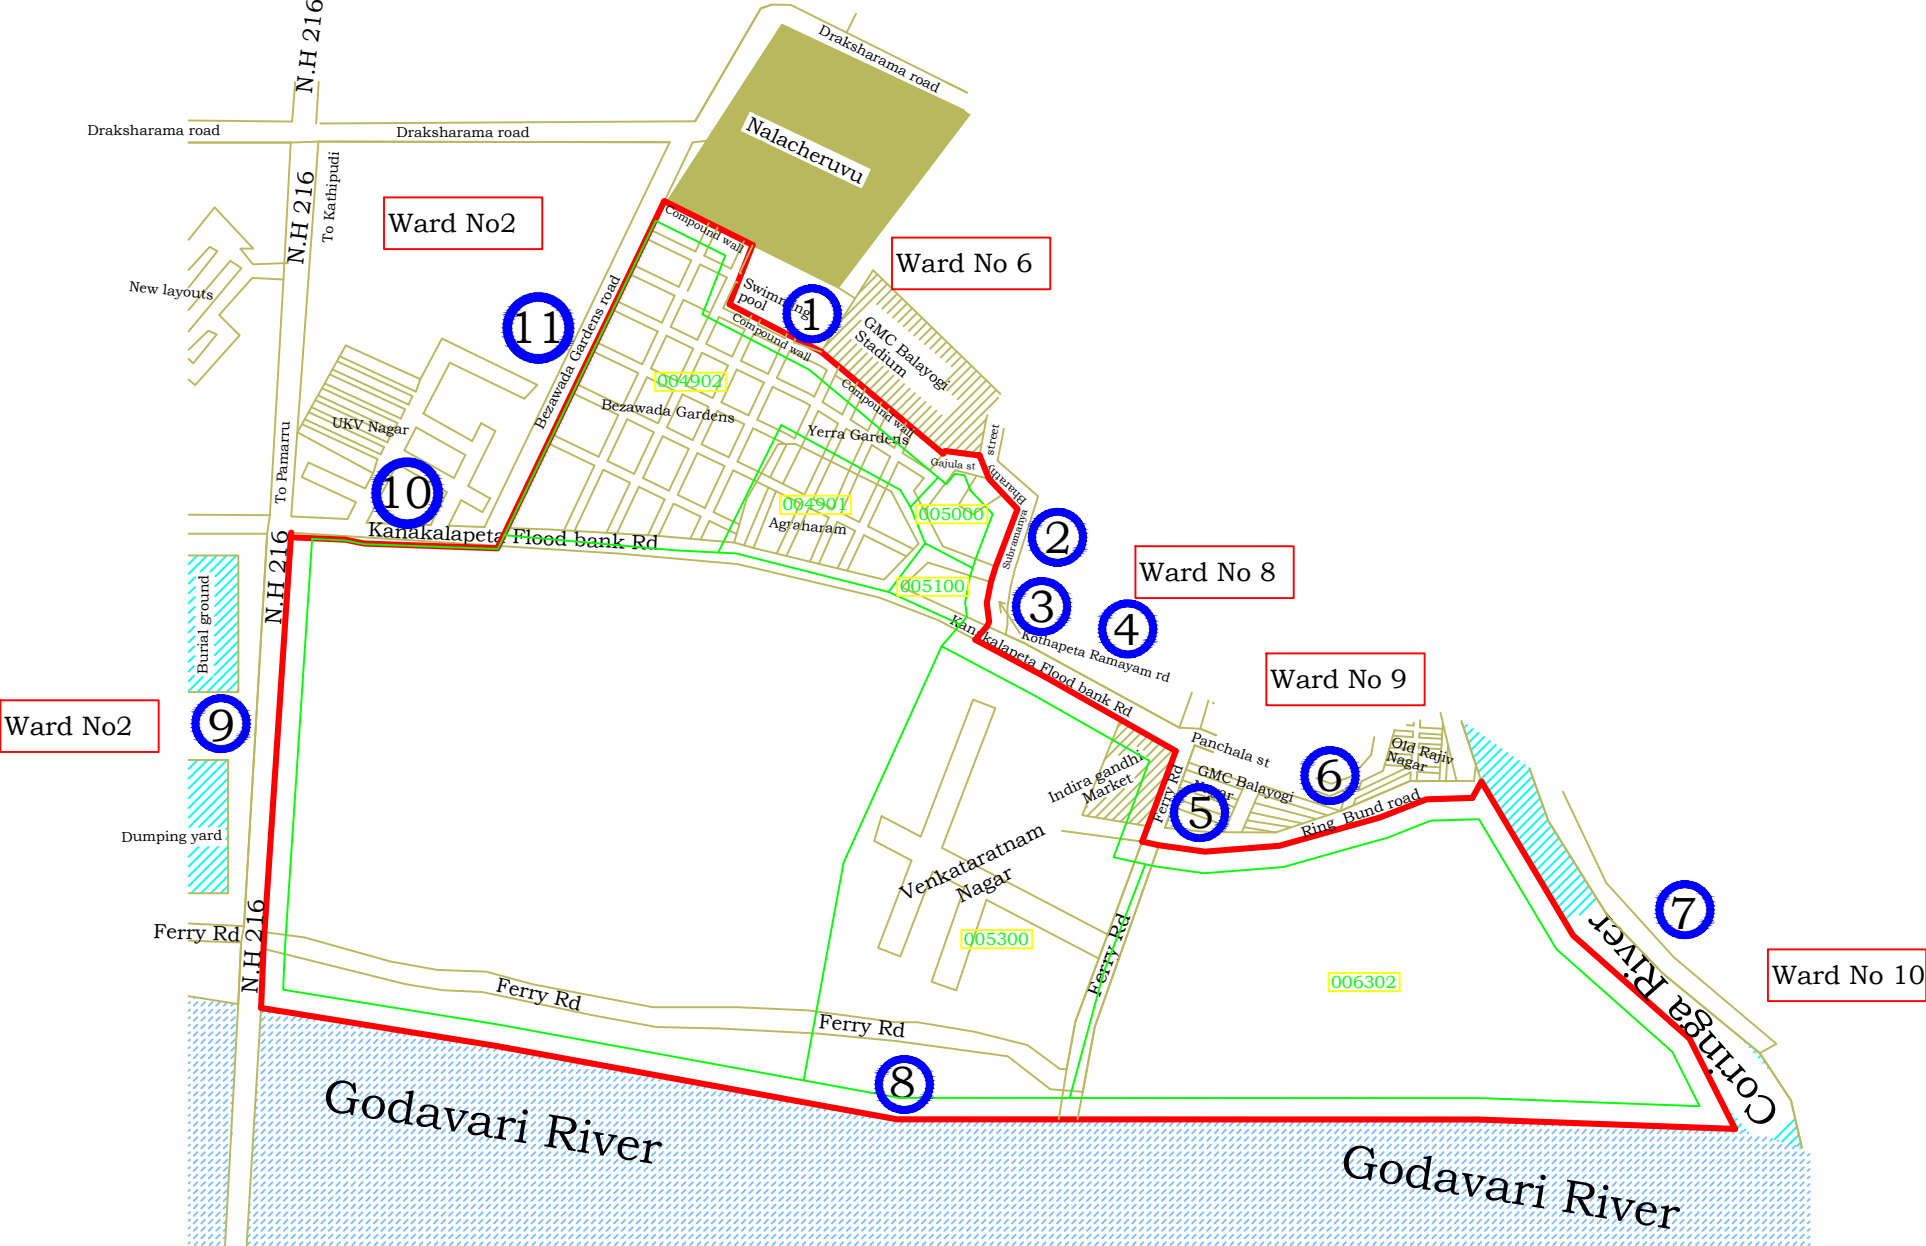 N.H 216
Draksharama road
Draksharama road
Draksharama road
Nalacheruvu
N.H 216
To Kathipudi
Ward No2
Compound wall
Ward No 6
New layouts
Swimming
pool
1
11
Bezawada Gardens road
Compound wall
GMC Balayogi
Stadium
004902
Compound wall
Bezawada Gardens
UKV Nagar
Yerra Gardens
street
Gajula st
Bharathy
To Pamarru
10
004901
005000
Agraharam
Subramanya
2
Kanakalapeta Flood bank Rd
N.H 216
Ward No 8
005100
3
4
Burial ground
Kanakalapeta Flood bank Rd
Kothapeta Ramayam rd
Ward No 9
Ward No2
9
Panchala st
Old Rajiv
Nagar
Indira gandhi
Market
Ferry Rd
GMC Balayogi
Nagar
6
5
Ring Bund road
Dumping yard
Venkataratnam
Nagar
7
Ferry Rd
N.H 216
005300
Ferry Rd
006302
Coringa River
Ward No 10
Ferry Rd
Ferry Rd
8
Godavari River
Godavari River